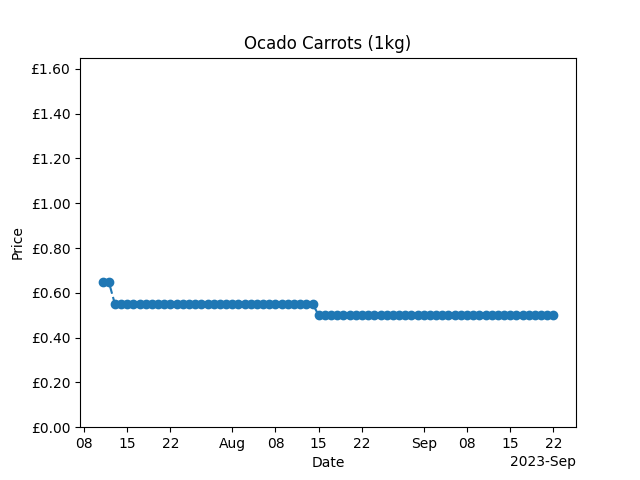 Ocado Carrots (1kg)
£1.60
£1.40
£1.20
£1.00
£0.80
£0.60
£0.40
£0.20
£0.00
Price
08 15 22 Aug 08 15 22 Sep 08 15 22
Date
2023-Sep